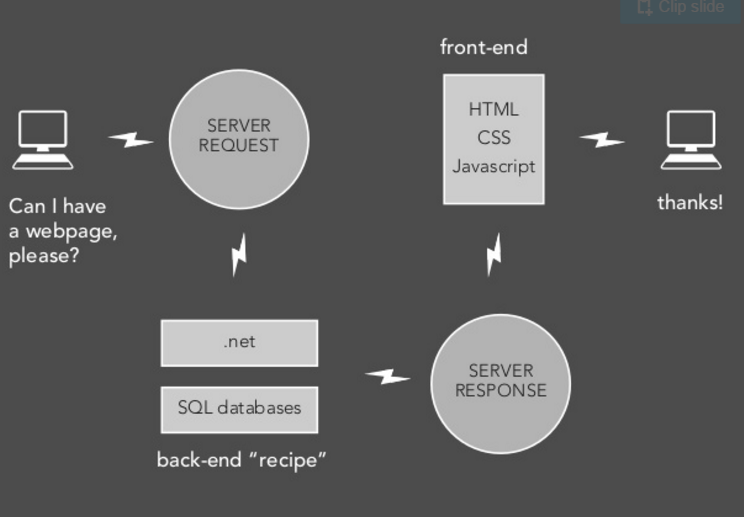 Clip slide
Can I have
a webpage,
please?
SERVER
REQUEST
.net
SQL databases
back-end “recipe”
SERVER
RESPONSE
front-end
HTML
CSS
Javascript
thanks!